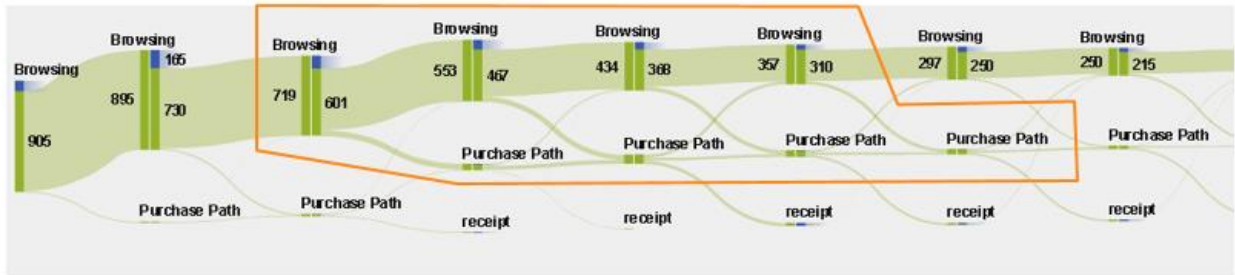 Browsing
905
Browsing
165
895 730
Browsing
719 601
Browsing
553 467
Browsing
434 368
Browsing
357 310
Browsing
297 250
Browsing
250 215
Purchase Path
Purchase Path
Purchase Path
Purchase Path
Purchase Path
Purchase Path
Purchase Path
receipt
receipt
receipt
receipt
receipt